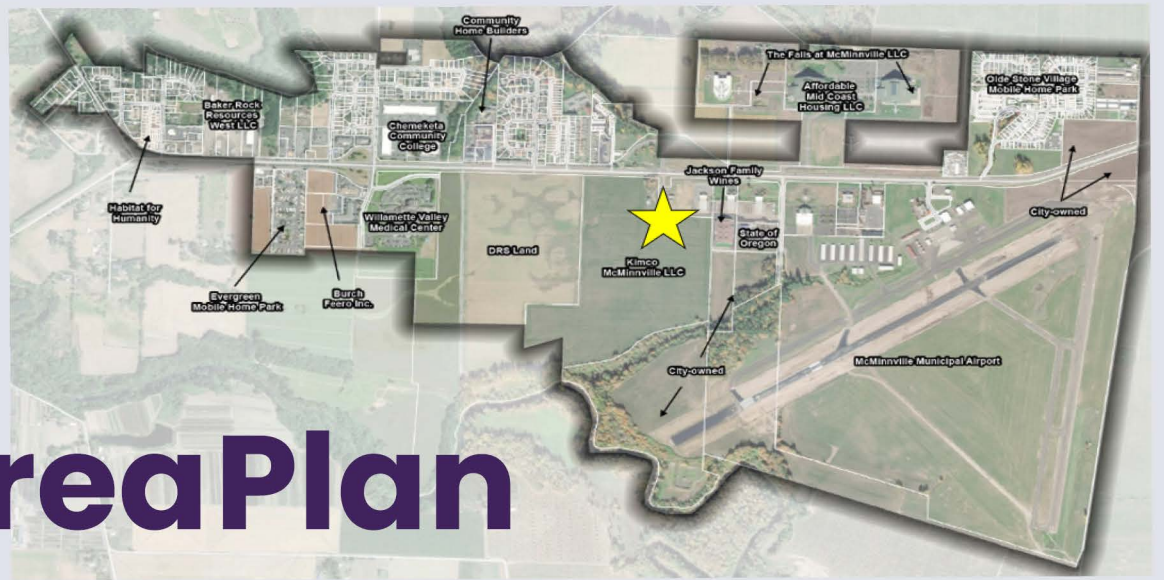 Community
Home Builders
The Falls at McMinnville LLC
Affordable
Mid Coast
Housing LLC
Olde Stone Village
Mobile Home Park
Baker Rock
Resources
West LLC
Chemeketa
Community
College
Jackson Family
Wines
Habitat for
Humanity
Willamette Valley
Medical Center
City-owned
State of
Oregon
DRS Land
Kimco
McMinnville LLC
Evergreen
Mobile Home Park
Burch
Feero Inc.
City-owned
McMinnville Municipal Airport
reaPlan